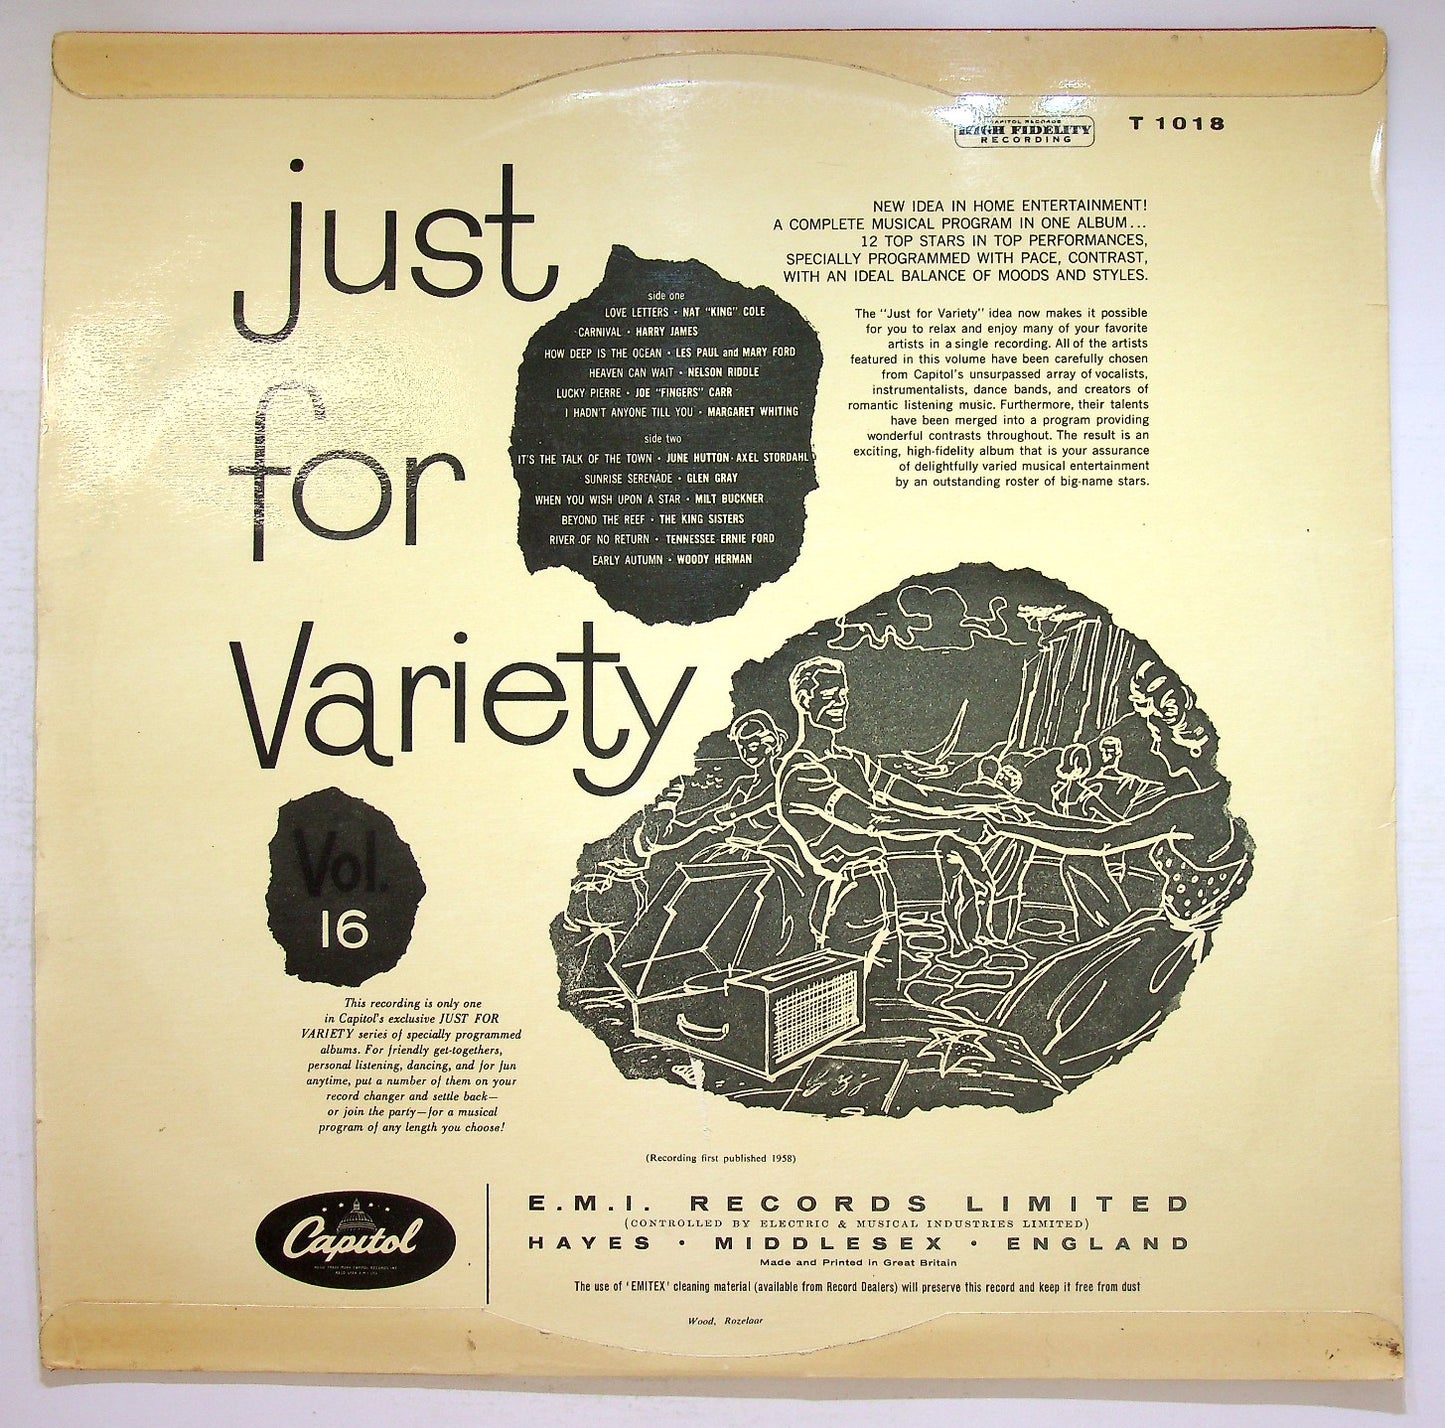 CAPITOL RECORDS
HIGH FIDELITY
RECORDING
T 1018
just
for
Variety
Vol.
16
NEW IDEA IN HOME ENTERTAINMENT!
A COMPLETE MUSICAL PROGRAM IN ONE ALBUM...
12 TOP STARS IN TOP PERFORMANCES,
SPECIALLY PROGRAMMED WITH PACE, CONTRAST,
WITH AN IDEAL BALANCE OF MOODS AND STYLES.
The "Just for Variety" idea now makes it possible
for you to relax and enjoy many of your favorite
artists in a single recording. All of the artists
featured in this volume have been carefully chosen
from Capitol's unsurpassed array of vocalists,
instrumentalists, dance bands, and creators of
romantic listening music. Furthermore, their talents
have been merged into a program providing
wonderful contrasts throughout. The result is an
exciting, high-fidelity album that is your assurance
of delightfully varied musical entertainment
by an outstanding roster of big-name stars.
side one
LOVE LETTERS · NAT "KING" COLE
CARNIVAL · HARRY JAMES
HOW DEEP IS THE OCEAN · LES PAUL and MARY FORD
HEAVEN CAN WAIT · NELSON RIDDLE
LUCKY PIERRE · JOE "FINGERS" CARR
I HADN'T ANYONE TILL YOU · MARGARET WHITING
side two
IT'S THE TALK OF THE TOWN · JUNE HUTTON · AXEL STORDAHL
SUNRISE SERENADE · GLEN GRAY
WHEN YOU WISH UPON A STAR · MILT BUCKNER
BEYOND THE REEF · THE KING SISTERS
RIVER OF NO RETURN · TENNESSEE ERNIE FORD
EARLY AUTUMN · WOODY HERMAN
This recording is only one
in Capitol's exclusive JUST FOR
VARIETY series of specially programmed
albums. For friendly get-togethers,
personal listening, dancing, and for fun
anytime, put a number of them on your
record changer and settle back—
or join the party—for a musical
program of any length you choose!
(Recording first published 1958)
Capitol
E.M.I. RECORDS LIMITED
(CONTROLLED BY ELECTRIC & MUSICAL INDUSTRIES LIMITED)
HAYES · MIDDLESEX · ENGLAND
Made and Printed in Great Britain
The use of 'EMITEX' cleaning material (available from Record Dealers) will preserve this record and keep it free from dust
Wood, Rozelaar